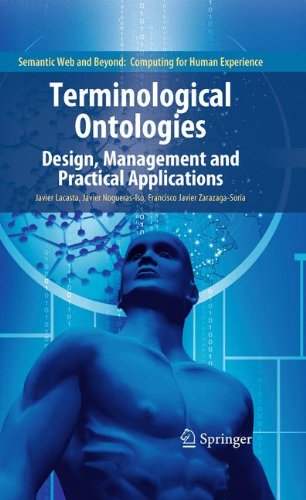 Semantic Web and Beyond: Computing for Human Experience
Terminological
Ontologies
Design, Management and
Practical Applications
Javier Lacasta, Javier Nogueras-Iso, Francisco Javier Zarazaga-Soria
Springer